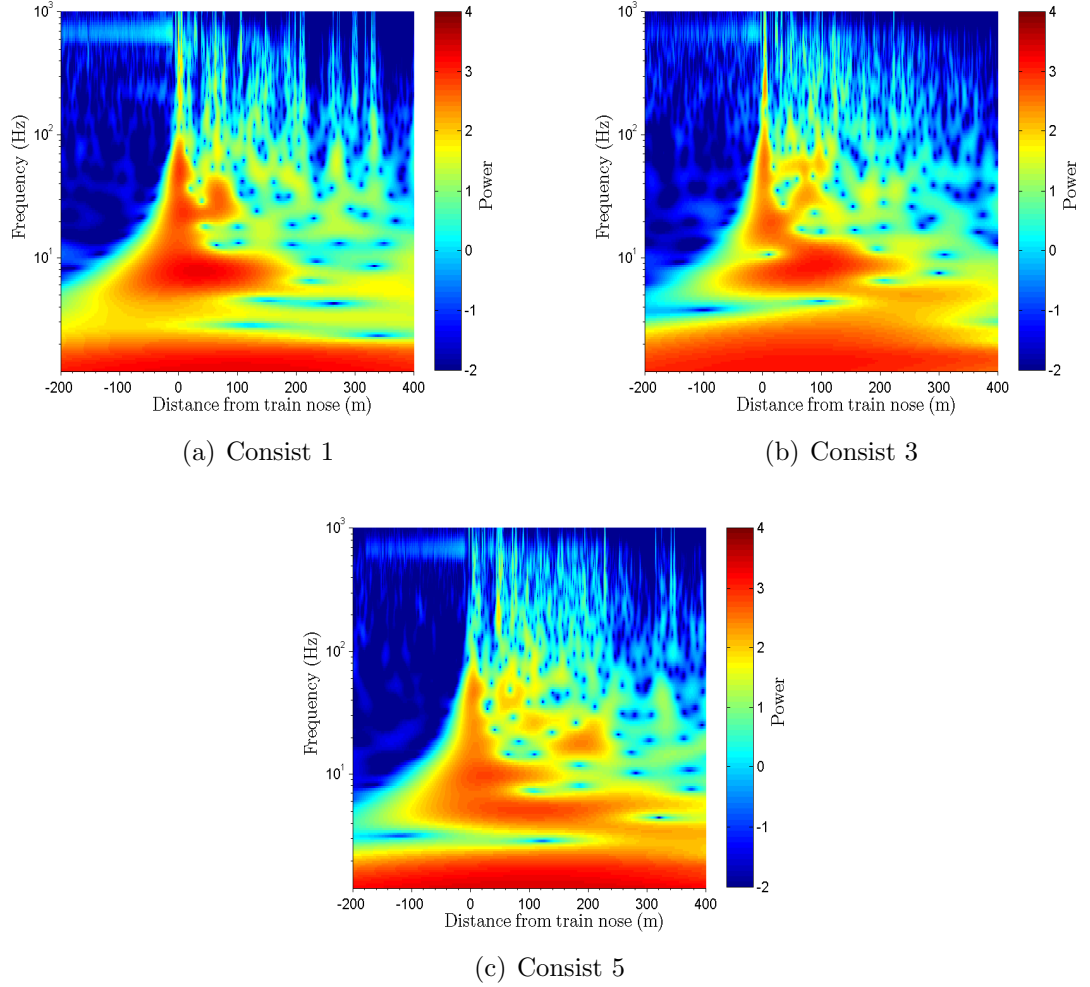 10³
10²
10¹
Frequency (Hz)
-200 -100 0 100 200 300 400
Distance from train nose (m)
4
3
2
1
0
-1
-2
Power
(a) Consist 1
10³
10²
10¹
Frequency (Hz)
-200 -100 0 100 200 300 400
Distance from train nose (m)
4
3
2
1
0
-1
-2
Power
(b) Consist 3
10³
10²
10¹
Frequency (Hz)
-200 -100 0 100 200 300 400
Distance from train nose (m)
4
3
2
1
0
-1
-2
Power
(c) Consist 5